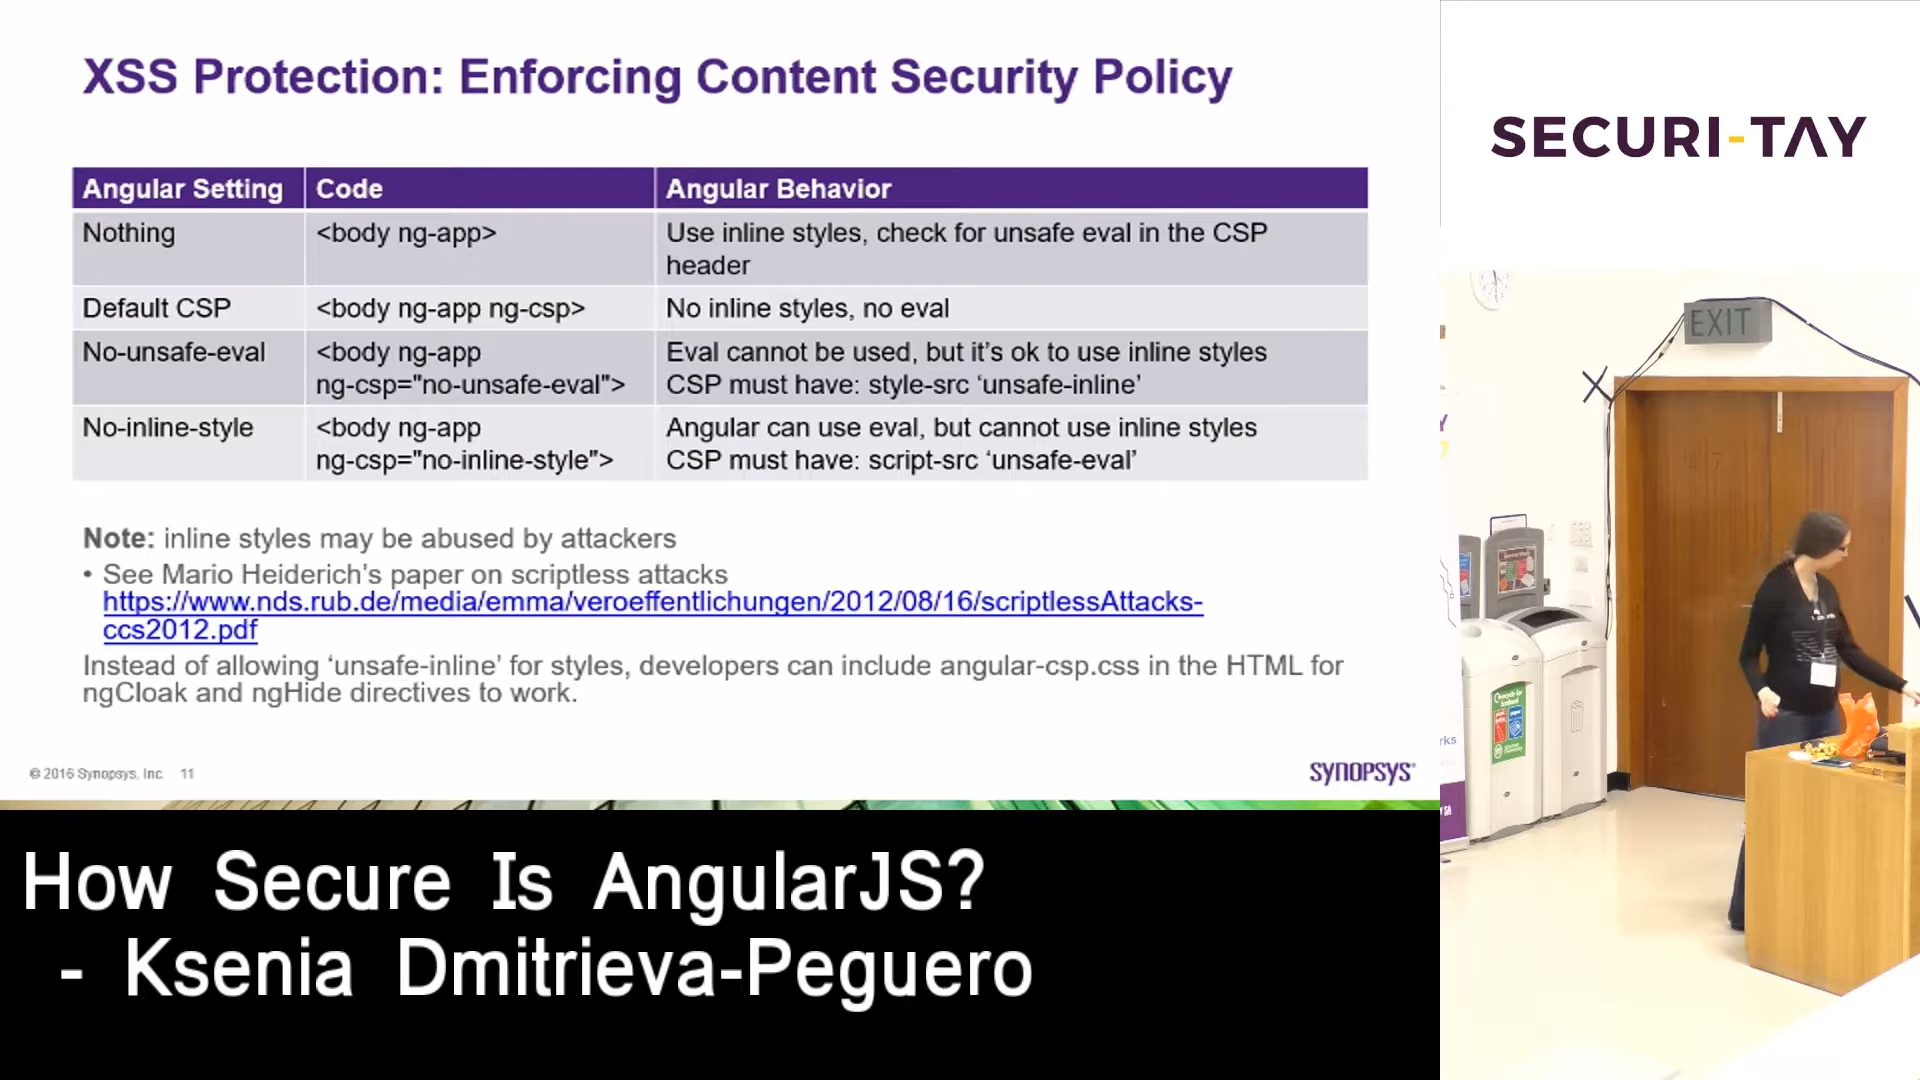 XSS Protection: Enforcing Content Security Policy
SECURI-TAY
Angular Setting Code Angular Behavior
Nothing <body ng-app> Use inline styles, check for unsafe eval in the CSP
header
Default CSP <body ng-app ng-csp> No inline styles, no eval
No-unsafe-eval <body ng-app Eval cannot be used, but it's ok to use inline styles
ng-csp="no-unsafe-eval"> CSP must have: style-src ‘unsafe-inline’
No-inline-style <body ng-app Angular can use eval, but cannot use inline styles
ng-csp="no-inline-style"> CSP must have: script-src ‘unsafe-eval’
Note: inline styles may be abused by attackers
• See Mario Heiderich's paper on scriptless attacks
https://www.nds.rub.de/media/emma/veroeffentlichungen/2012/08/16/scriptlessAttacks-
ccs2012.pdf
Instead of allowing ‘unsafe-inline’ for styles, developers can include angular-csp.css in the HTML for
ngCloak and ngHide directives to work.
© 2016 Synopsys, Inc. 11
SYNOPSYS
EXIT
How Secure Is AngularJS?
- Ksenia Dmitrieva-Peguero